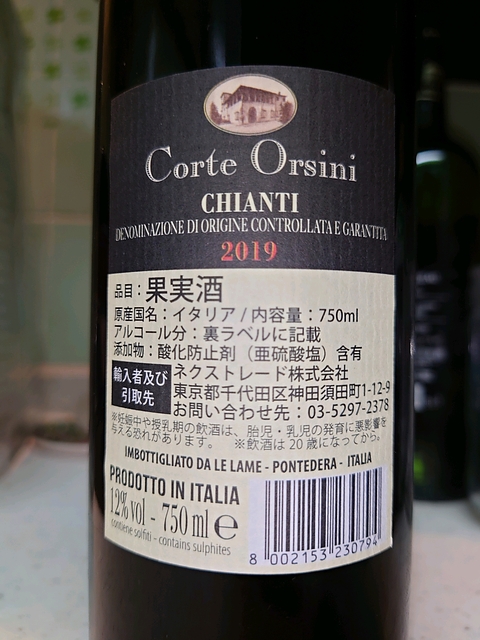 Corte Orsini
CHIANTI
DENOMINAZIONE DI ORIGINE CONTROLLATA E GARANTITA
2019
品目：果実酒
原産国名：イタリア / 内容量：750ml
アルコール分：裏ラベルに記載
添加物：酸化防止剤（亜硫酸塩）含有
輸入者及び引取先
ネクストレード株式会社
東京都千代田区神田須田町1-12-9
お問い合わせ先：03-5297-2378
※妊娠中や授乳期の飲酒は、胎児・乳児の発育に悪影響を
与える恐れがあります。 ※飲酒は20歳になってから。
IMBOTTIGLIATO DA LE LAME - PONTEDERA - ITALIA
PRODOTTO IN ITALIA
12% vol - 750 ml e
contiene solfiti - contains sulphites
8 002153 230794